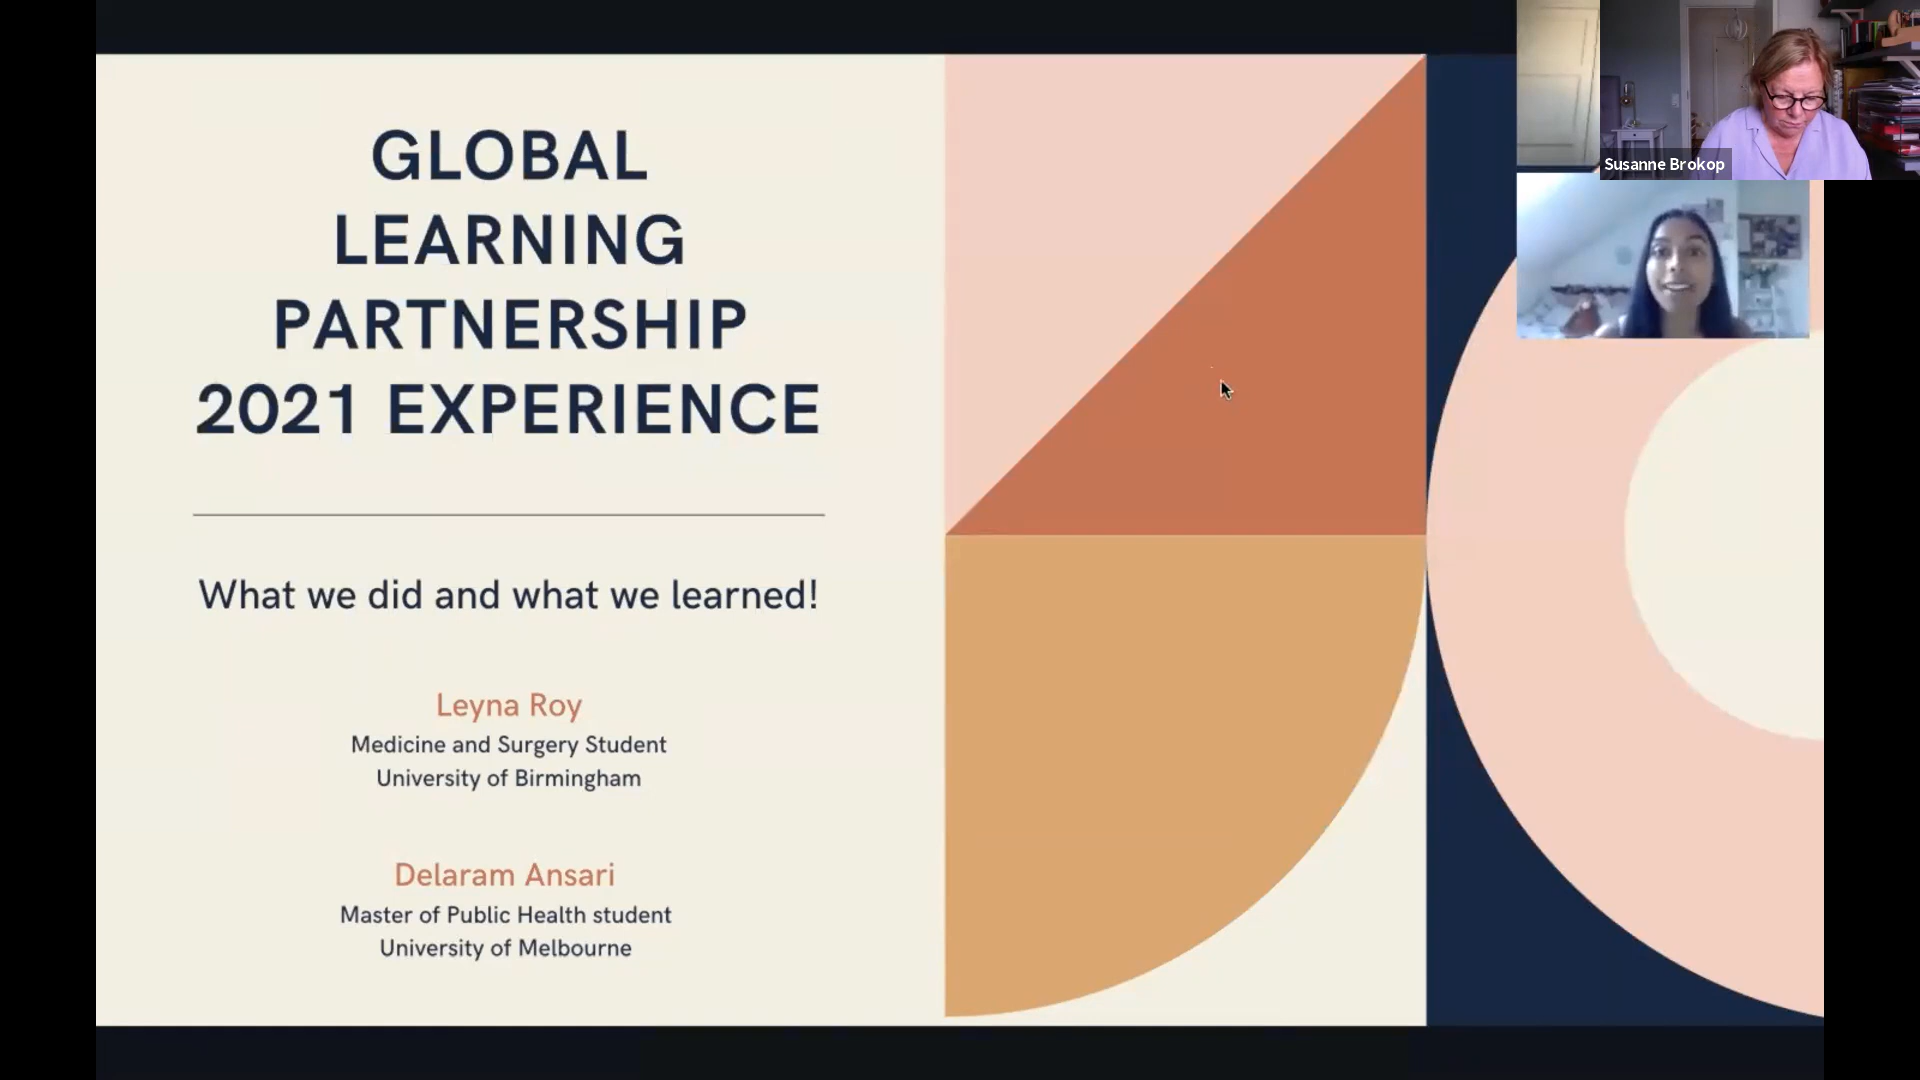 GLOBAL
LEARNING
PARTNERSHIP
2021 EXPERIENCE
What we did and what we learned!
Leyna Roy
Medicine and Surgery Student
University of Birmingham
Delaram Ansari
Master of Public Health student
University of Melbourne
Susanne Brokop